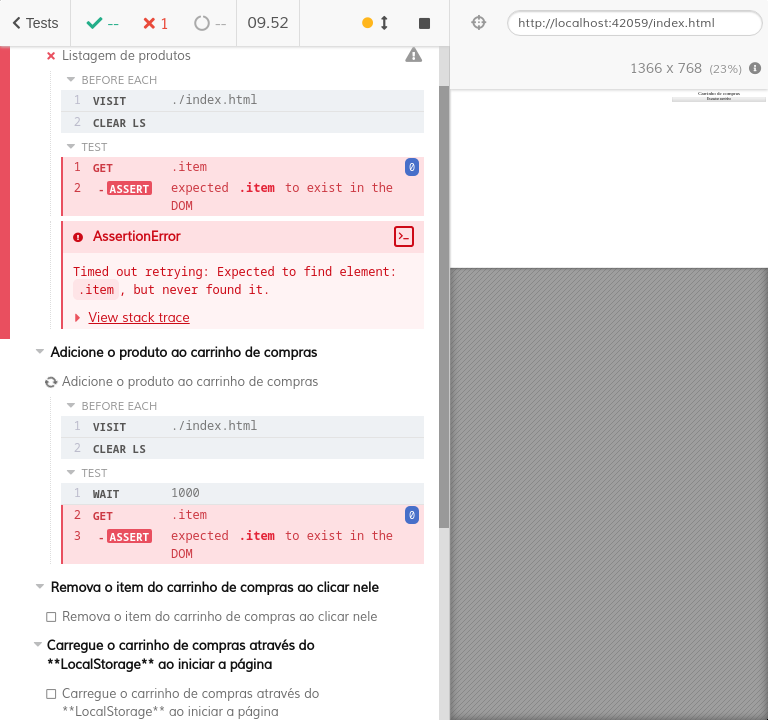 Tests
--
1
--
09.52
http://localhost:42059/index.html
1366 x 768 (23%)
Listagem de produtos
BEFORE EACH
1 VISIT ./index.html
2 CLEAR LS
TEST
1 GET .item 0
2 -ASSERT expected .item to exist in the
DOM
AssertionError
Timed out retrying: Expected to find element:
.item, but never found it.
View stack trace
Adicione o produto ao carrinho de compras
Adicione o produto ao carrinho de compras
BEFORE EACH
1 VISIT ./index.html
2 CLEAR LS
TEST
1 WAIT 1000
2 GET .item 0
3 -ASSERT expected .item to exist in the
DOM
Remova o item do carrinho de compras ao clicar nele
Remova o item do carrinho de compras ao clicar nele
Carregue o carrinho de compras através do
**LocalStorage** ao iniciar a página
Carregue o carrinho de compras através do
**LocalStorage** ao iniciar a página
Carrinho de compras